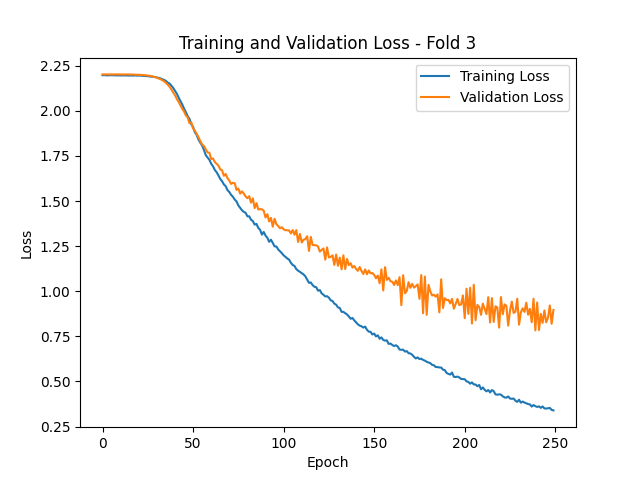 Training and Validation Loss - Fold 3
Training Loss
Validation Loss
Loss
2.25
2.00
1.75
1.50
1.25
1.00
0.75
0.50
0.25
0 50 100 150 200 250
Epoch